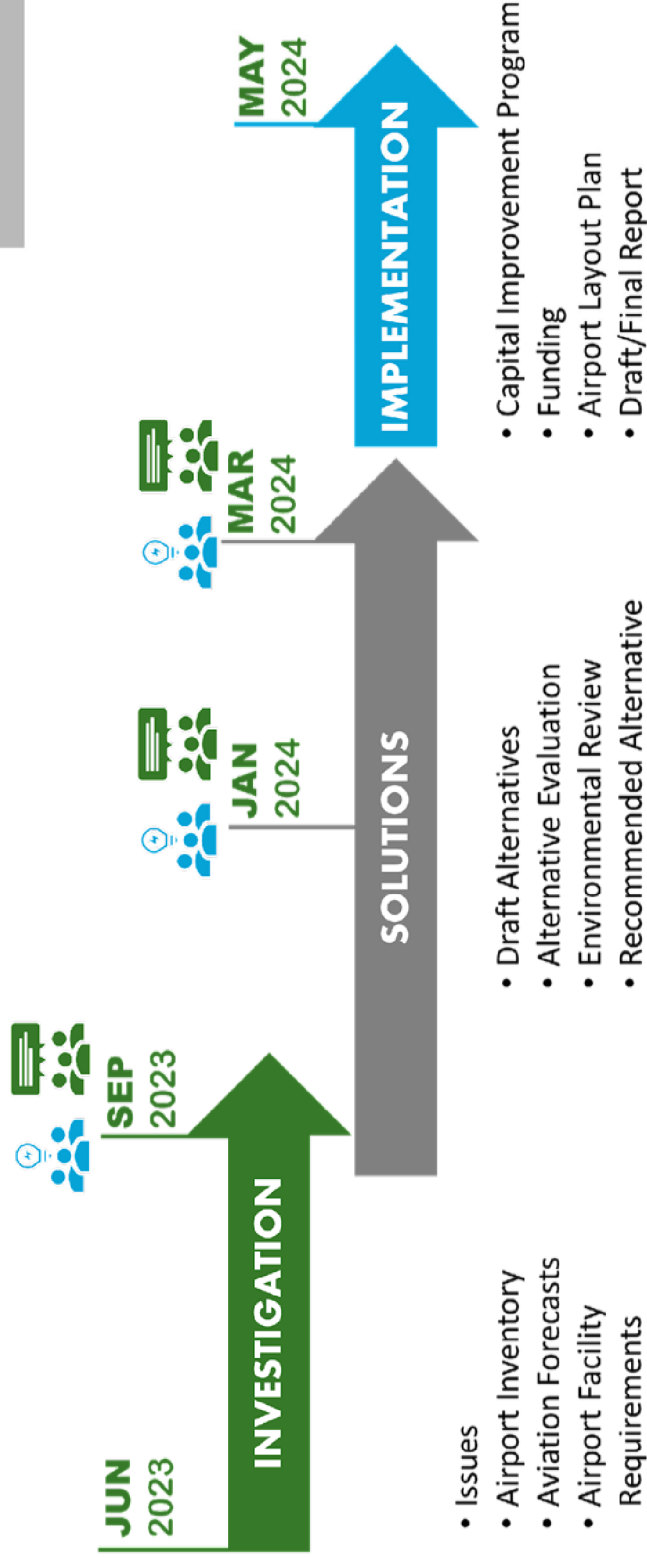 JUN
2023
SEP
2023
JAN
2024
MAR
2024
MAY
2024
INVESTIGATION
SOLUTIONS
IMPLEMENTATION
• Issues
• Airport Inventory
• Aviation Forecasts
• Airport Facility
Requirements
• Draft Alternatives
• Alternative Evaluation
• Environmental Review
• Recommended Alternative
• Capital Improvement Program
• Funding
• Airport Layout Plan
• Draft/Final Report